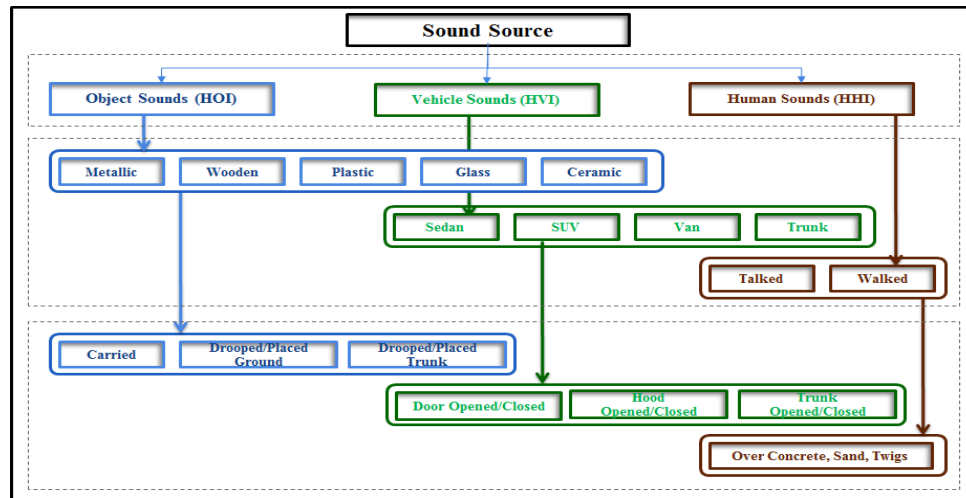 Sound Source
Object Sounds (HOI)
Vehicle Sounds (HVI)
Human Sounds (HHI)
Metallic
Wooden
Plastic
Glass
Ceramic
Sedan
SUV
Van
Trunk
Talked
Walked
Carried
Drooped/Placed
Ground
Drooped/Placed
Trunk
Door Opened/Closed
Hood
Opened/Closed
Trunk
Opened/Closed
Over Concrete, Sand, Twigs